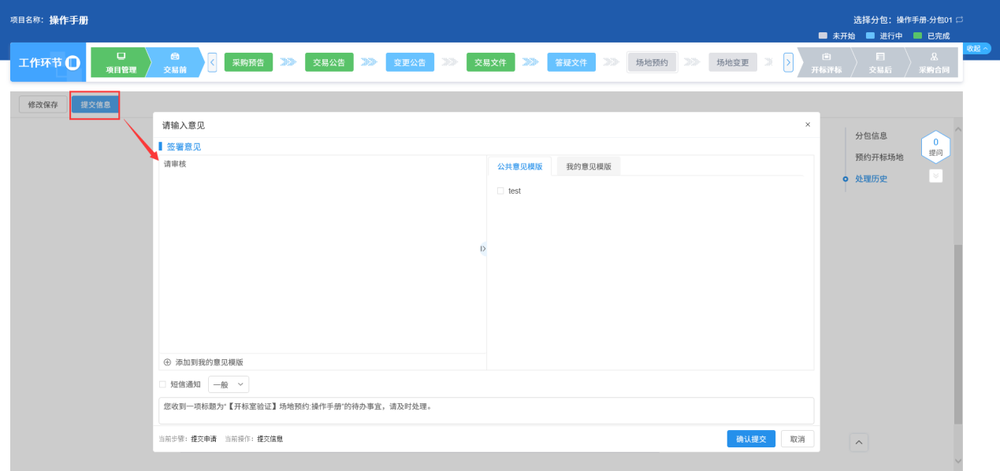 项目名称: 操作手册
选择分包: 操作手册-分包01
未开始 进行中 已完成
收起
工作环节
项目管理
交易前
采购预告
交易公告
变更公告
交易文件
答疑文件
场地预约
场地变更
开标评标
交易后
采购合同
修改保存
提交信息
请输入意见
签署意见
请审核
公共意见模版
我的意见模版
test
添加到我的意见模版
短信通知
一般
您收到一项标题为“【开标室验证】场地预约:操作手册”的待办事宜，请及时处理。
当前步骤: 提交申请 当前操作: 提交信息
确认提交
取消
分包信息
预约开标场地
处理历史
0
提问